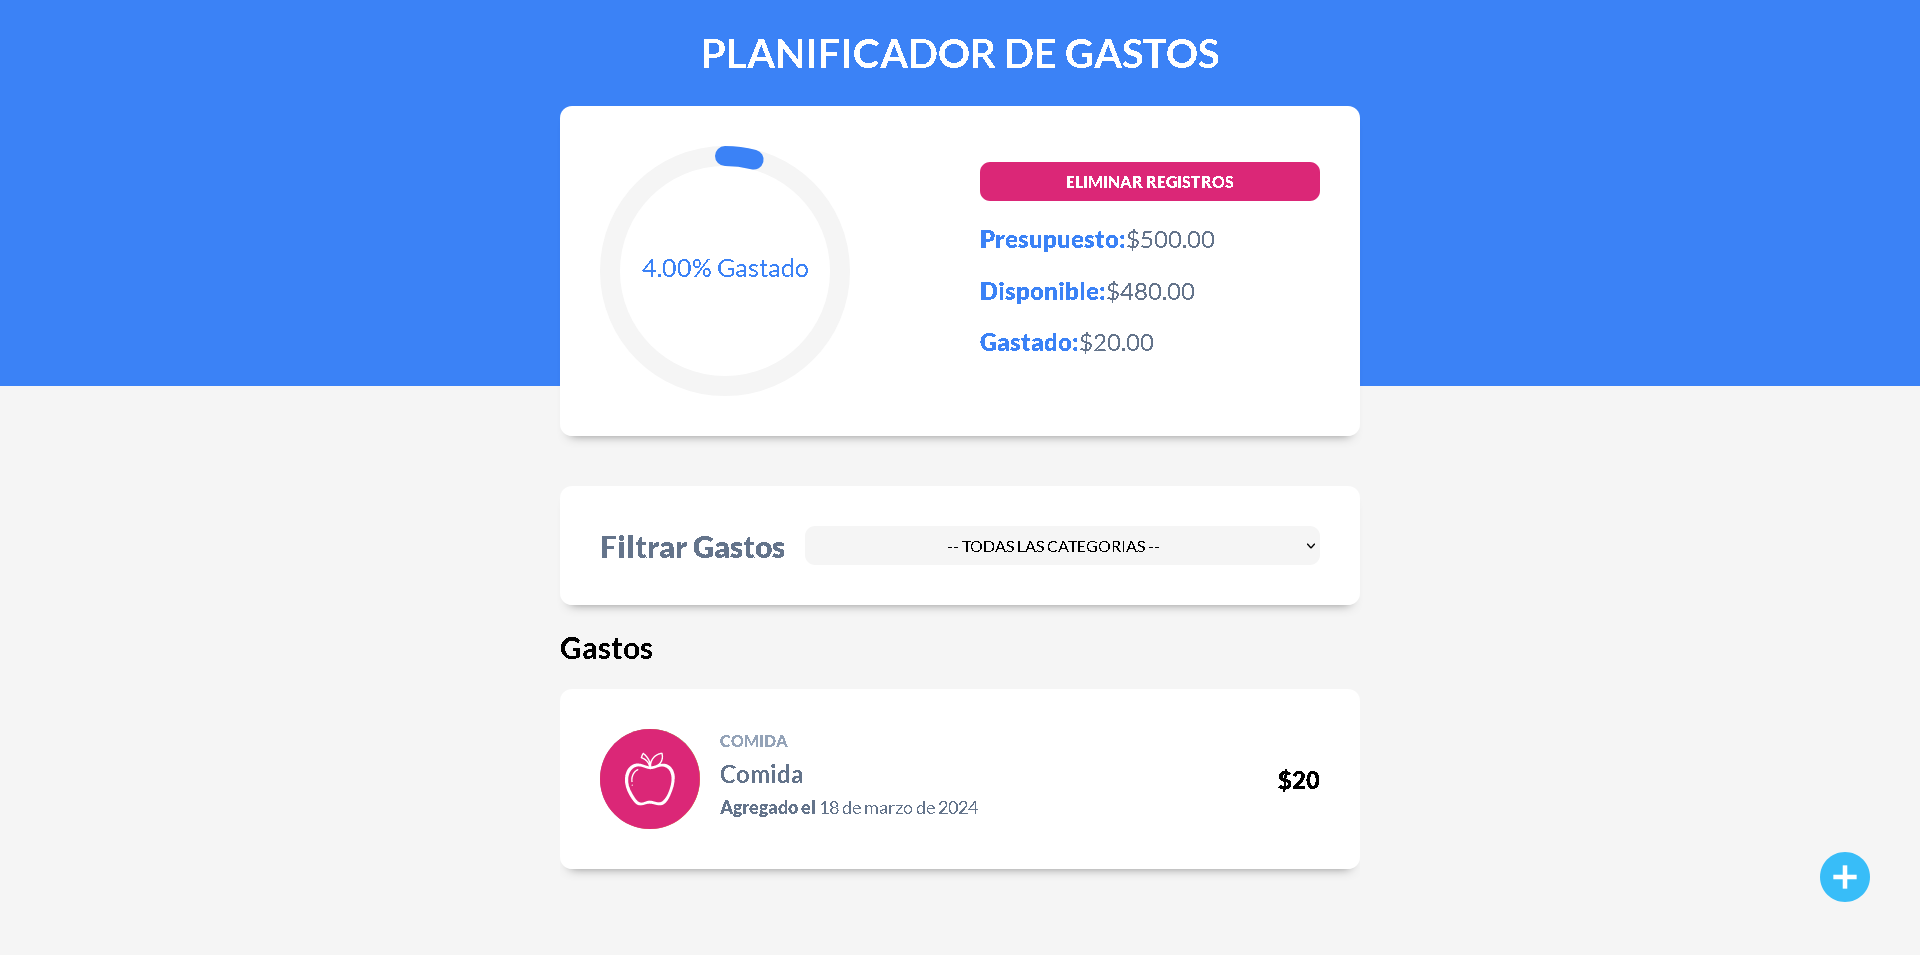 PLANIFICADOR DE GASTOS
4.00% Gastado
ELIMINAR REGISTROS
Presupuesto:$500.00
Disponible:$480.00
Gastado:$20.00
Filtrar Gastos
-- TODAS LAS CATEGORIAS --
Gastos
COMIDA
Comida
Agregado el 18 de marzo de 2024
$20